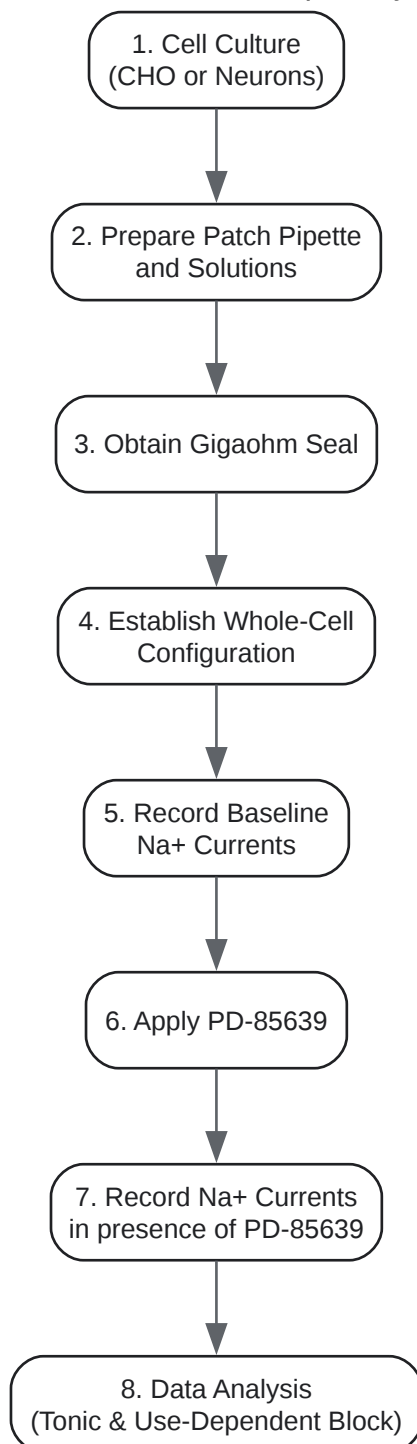 1. Cell Culture
(CHO or Neurons)
2. Prepare Patch Pipette
and Solutions
3. Obtain Gigaohm Seal
4. Establish Whole-Cell
Configuration
5. Record Baseline
Na+ Currents
6. Apply PD-85639
7. Record Na+ Currents
in presence of PD-85639
8. Data Analysis
(Tonic & Use-Dependent Block)